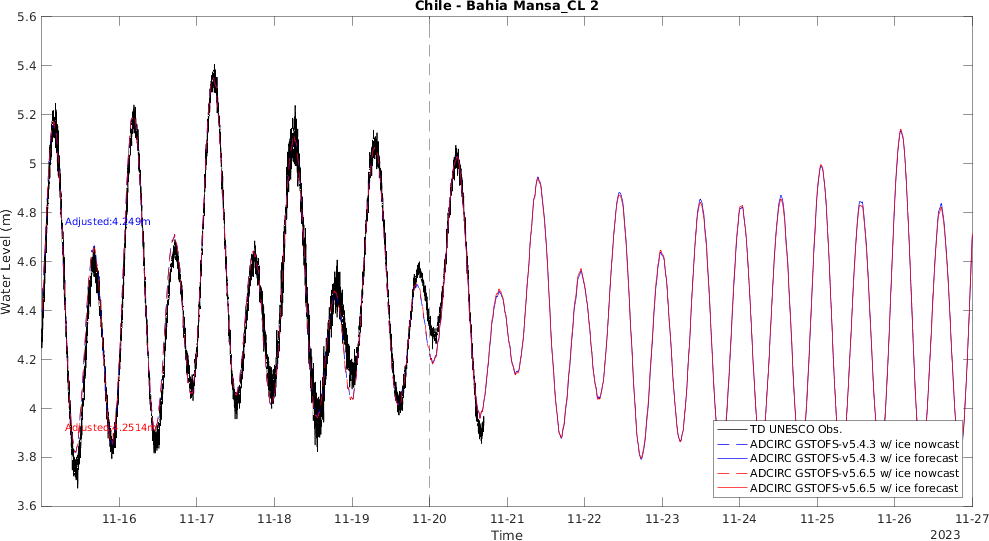 Chile - Bahia Mansa_CL 2
5.6
5.4
5.2
5
4.8
4.6
4.4
4.2
4
3.8
3.6
Water Level (m)
Adjusted:4.249m
Adjusted:4.2514m
TD UNESCO Obs.
ADCIRC GSTOFS-v5.4.3 w/ ice nowcast
ADCIRC GSTOFS-v5.4.3 w/ ice forecast
ADCIRC GSTOFS-v5.6.5 w/ ice nowcast
ADCIRC GSTOFS-v5.6.5 w/ ice forecast
11-16 11-17 11-18 11-19 11-20 11-21 11-22 11-23 11-24 11-25 11-26 11-27
Time
2023